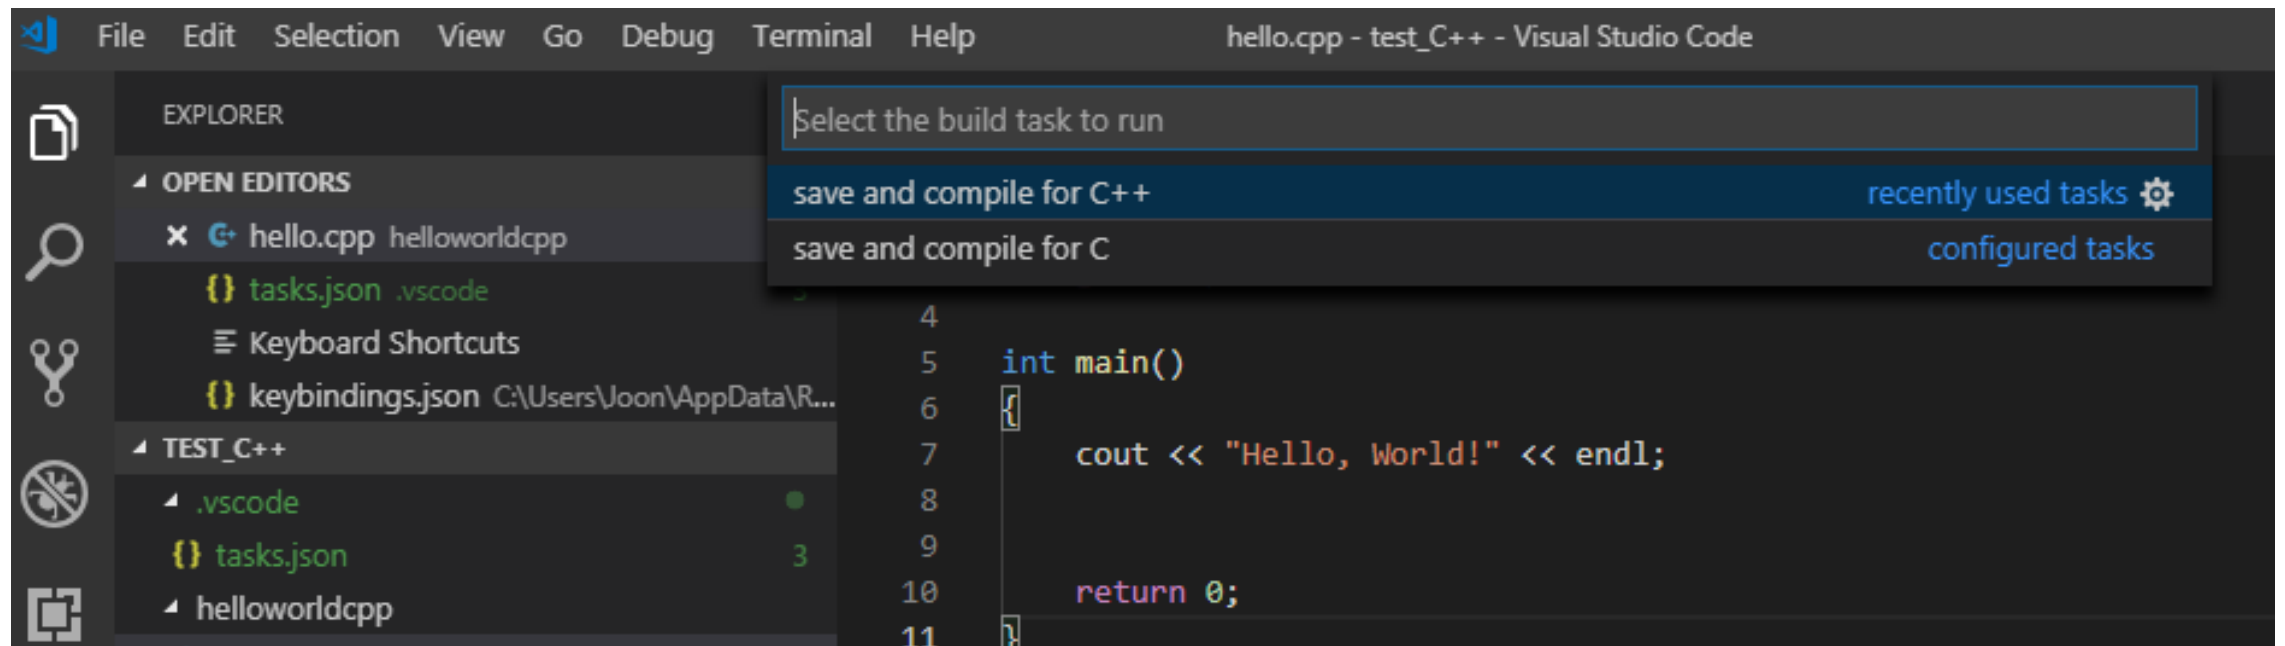 File Edit Selection View Go Debug Terminal Help hello.cpp - test_C++ - Visual Studio Code
EXPLORER
OPEN EDITORS
hello.cpp helloworldcpp
tasks.json .vscode 3
Keyboard Shortcuts
keybindings.json C:\Users\Joon\AppData\R...
TEST_C++
.vscode
tasks.json 3
helloworldcpp
Select the build task to run
save and compile for C++ recently used tasks
save and compile for C configured tasks
4
5 int main()
6 {
7 cout << "Hello, World!" << endl;
8
9
10 return 0;
11 }